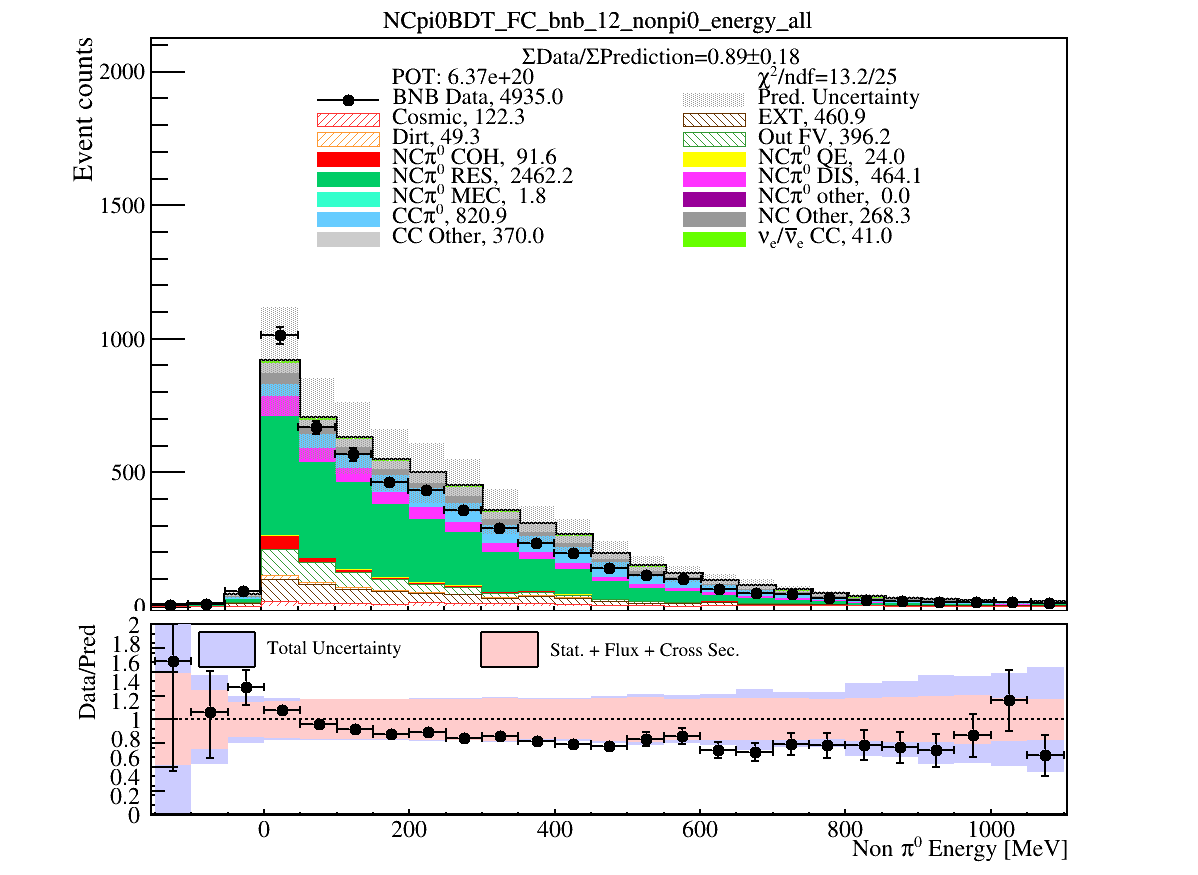 NCpi0BDT_FC_bnb_12_nonpi0_energy_all
ΣData/ΣPrediction=0.89±0.18
POT: 6.37e+20
χ²/ndf=13.2/25
BNB Data, 4935.0
Pred. Uncertainty
Cosmic, 122.3
EXT, 460.9
Dirt, 49.3
Out FV, 396.2
NCπ⁰ COH, 91.6
NCπ⁰ QE, 24.0
NCπ⁰ RES, 2462.2
NCπ⁰ DIS, 464.1
NCπ⁰ MEC, 1.8
NCπ⁰ other, 0.0
CCπ⁰, 820.9
NC Other, 268.3
CC Other, 370.0
νₑ/ν̅ₑ CC, 41.0
Event counts
2000
1500
1000
500
0
Total Uncertainty
Stat. + Flux + Cross Sec.
Data/Pred
2
1.8
1.6
1.4
1.2
1
0.8
0.6
0.4
0.2
0
0 200 400 600 800 1000
Non π⁰ Energy [MeV]